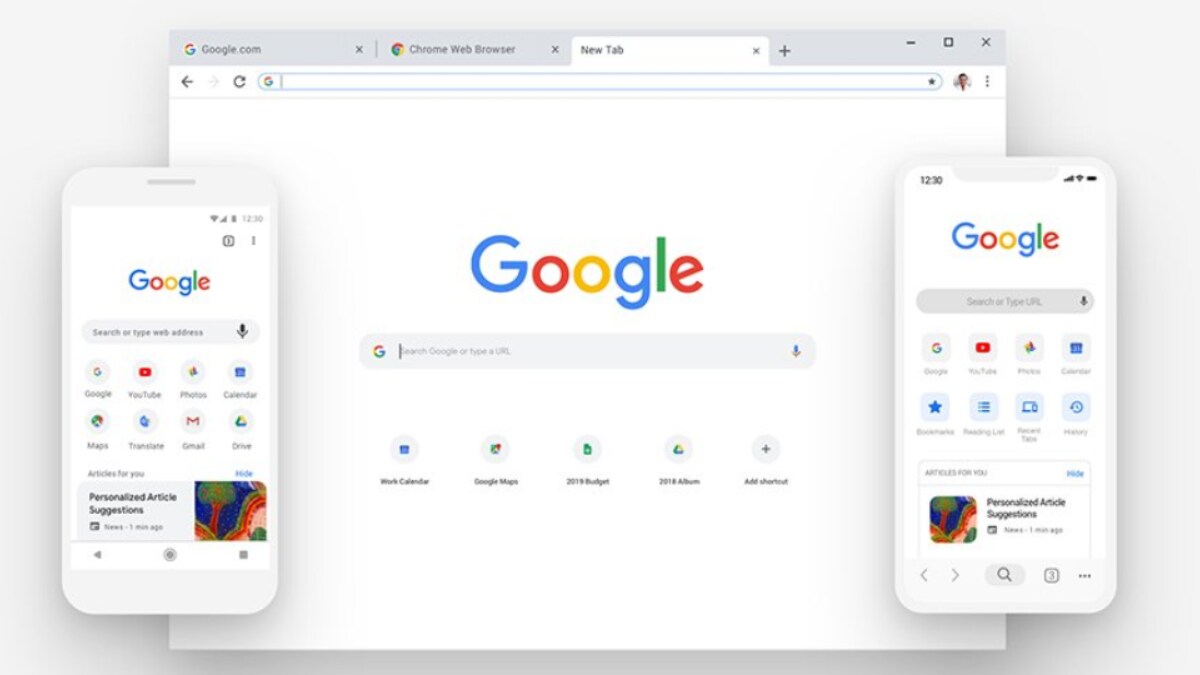 Google.com
Chrome Web Browser
New Tab
Google
Search Google or type a URL
Work Calendar
Google Maps
2019 Budget
2018 Album
Add shortcut
12:30
3
Google
Search or type web address
Google YouTube Photos Calendar
Maps Translate Gmail Drive
Articles for you Hide
Personalized Article
Suggestions
News - 1 min ago
12:30
Google
Search or Type URL
Google YouTube Photos Calendar
Bookmarks Reading List Recent Tabs History
ARTICLES FOR YOU Hide
Personalized Article
Suggestions
News - 1 min ago
3